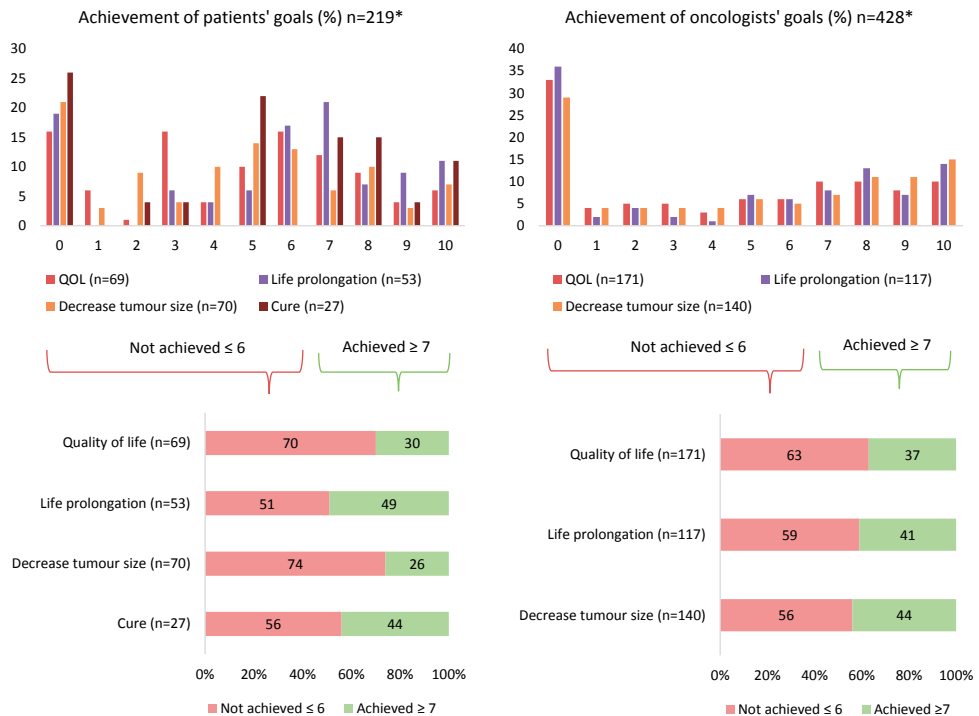 Achievement of patients' goals (%) n=219*
30
25
20
15
10
5
0
0 1 2 3 4 5 6 7 8 9 10
QOL (n=69) Life prolongation (n=53)
Decrease tumour size (n=70) Cure (n=27)
Not achieved ≤ 6 Achieved ≥ 7
Quality of life (n=69) 70 30
Life prolongation (n=53) 51 49
Decrease tumour size (n=70) 74 26
Cure (n=27) 56 44
0% 20% 40% 60% 80% 100%
Not achieved ≤ 6 Achieved ≥ 7
Achievement of oncologists' goals (%) n=428*
40
35
30
25
20
15
10
5
0
0 1 2 3 4 5 6 7 8 9 10
QOL (n=171) Life prolongation (n=117)
Decrease tumour size (n=140)
Not achieved ≤ 6 Achieved ≥ 7
Quality of life (n=171) 63 37
Life prolongation (n=117) 59 41
Decrease tumour size (n=140) 56 44
0% 20% 40% 60% 80% 100%
Not achieved ≤ 6 Achieved ≥7